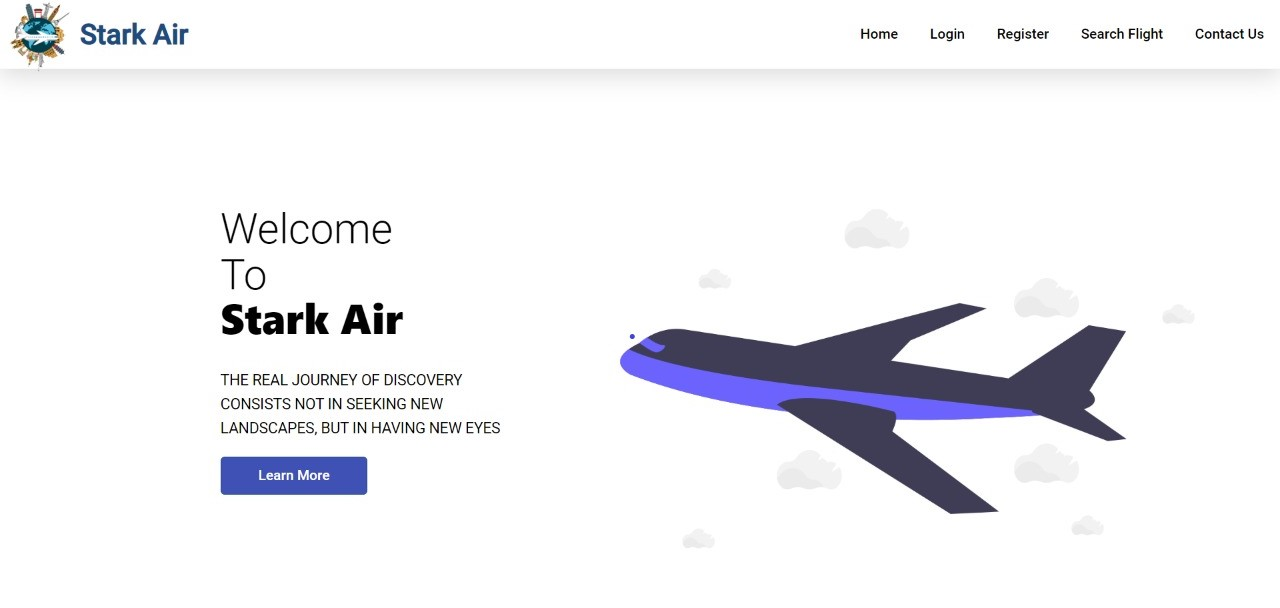 Stark Air
Home
Login
Register
Search Flight
Contact Us
Welcome
To
Stark Air
THE REAL JOURNEY OF DISCOVERY
CONSISTS NOT IN SEEKING NEW
LANDSCAPES, BUT IN HAVING NEW EYES
Learn More